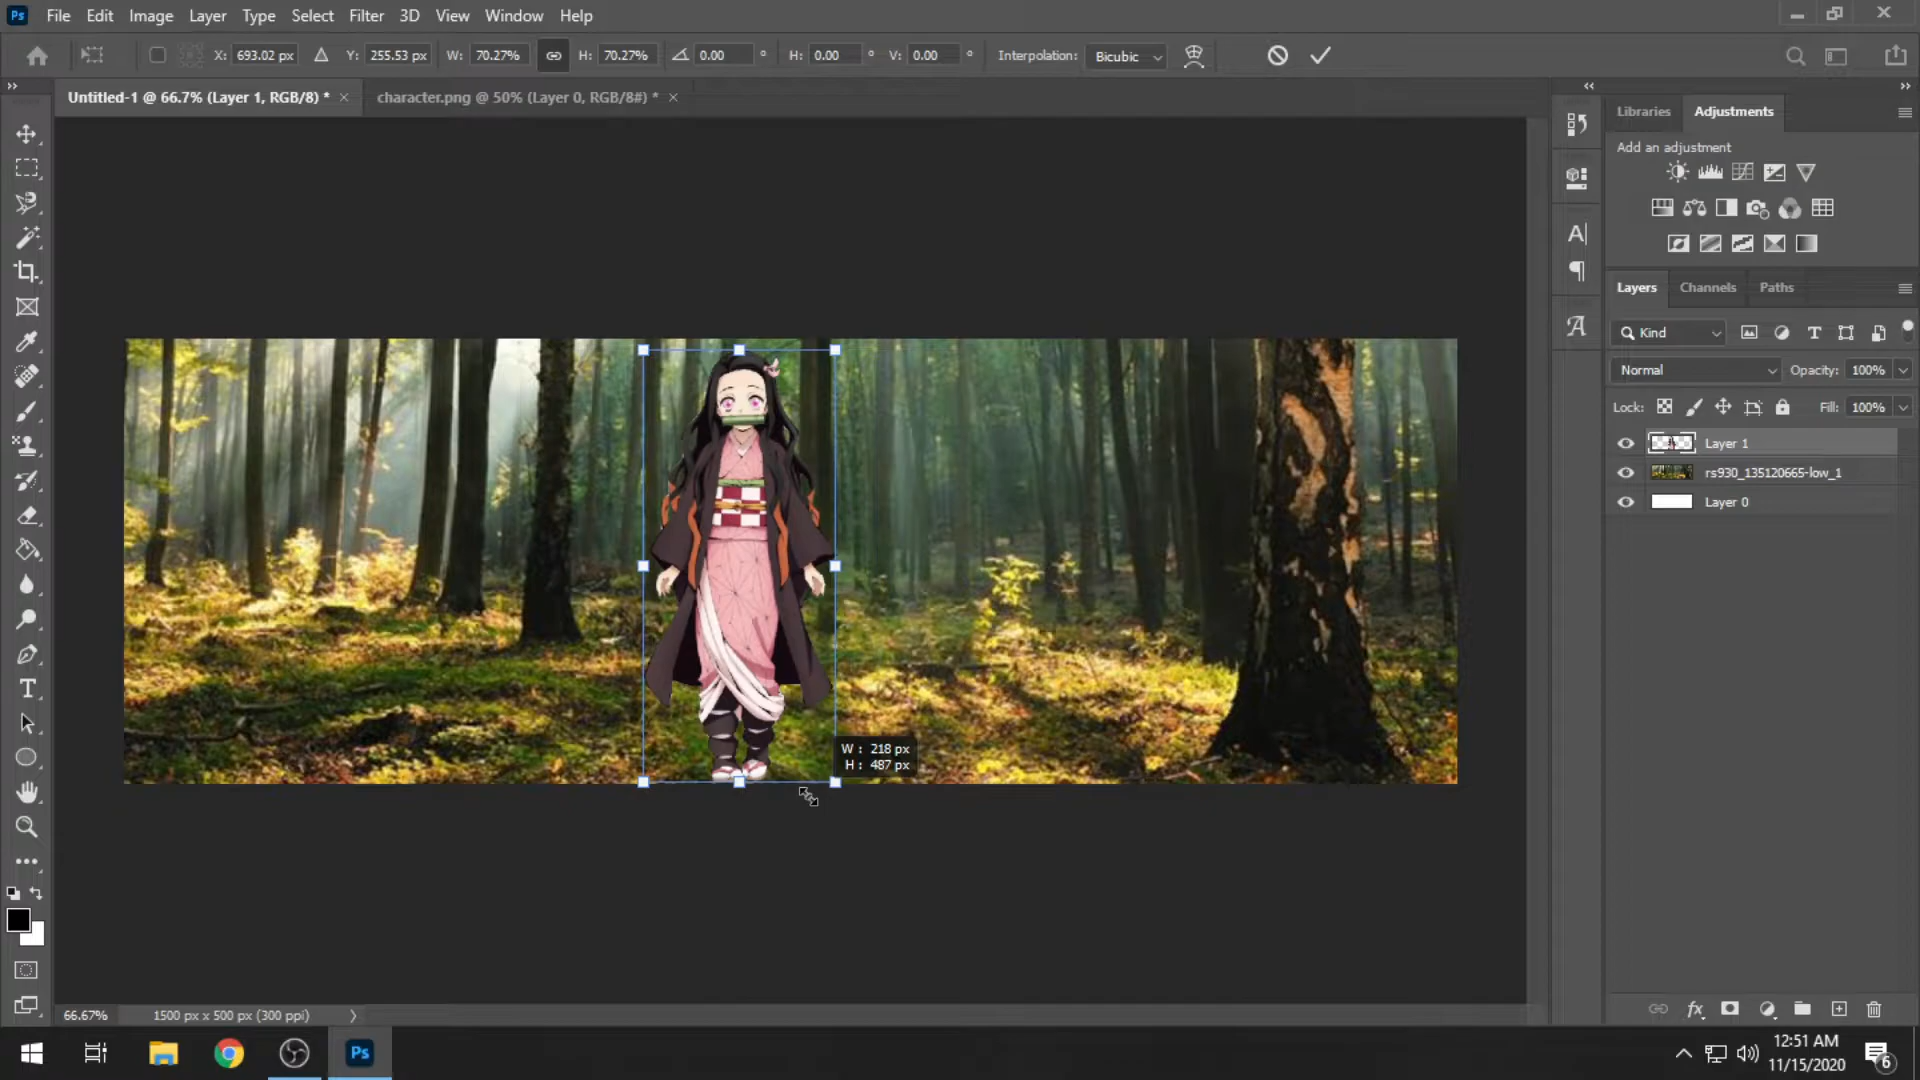 Ps File Edit Image Layer Type Select Filter 3D View Window Help
X: 693.02 px Y: 255.53 px W: 70.27% H: 70.27% 0.00 ° H: 0.00 ° V: 0.00 ° Interpolation: Bicubic
Untitled-1 @ 66.7% (Layer 1, RGB/8) * × character.png @ 50% (Layer 0, RGB/8#) * ×
Libraries Adjustments
Add an adjustment
Layers Channels Paths
Kind
Normal Opacity: 100%
Lock: Fill: 100%
Layer 1
rs930_135120665-low_1
Layer 0
W : 218 px
H : 487 px
66.67% 1500 px x 500 px (300 ppi)
Ps
12:51 AM
11/15/2020
6